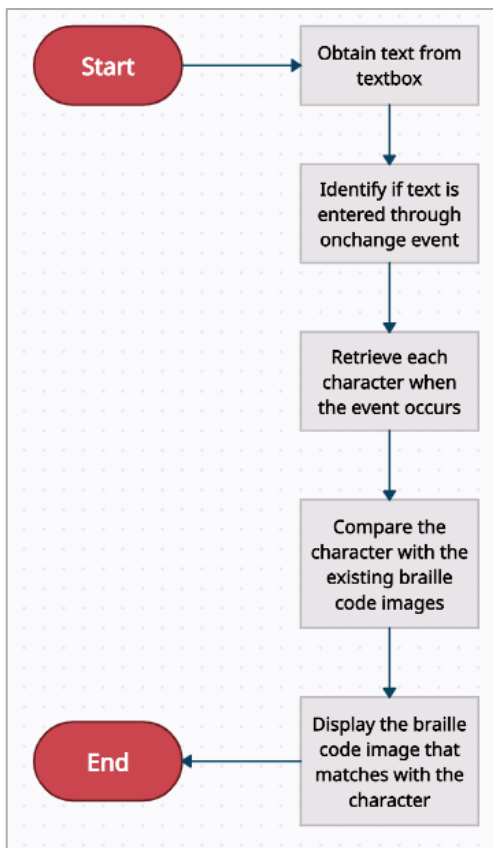 Start
Obtain text from
textbox
Identify if text is
entered through
onchange event
Retrieve each
character when
the event occurs
Compare the
character with the
existing braille
code images
Display the braille
code image that
matches with the
character
End